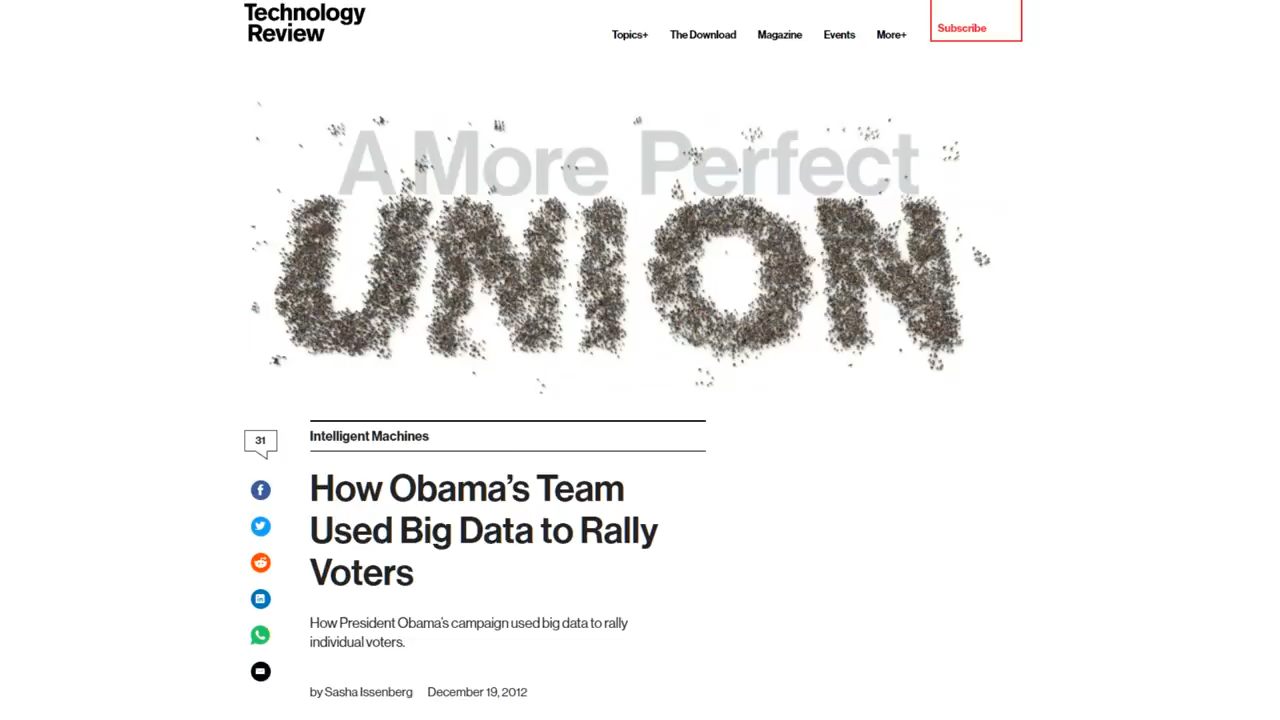 Technology
Review
Topics+ The Download Magazine Events More+ Subscribe
A More Perfect
UNION
31
Intelligent Machines
How Obama’s Team
Used Big Data to Rally
Voters
How President Obama’s campaign used big data to rally
individual voters.
by Sasha Issenberg December 19, 2012